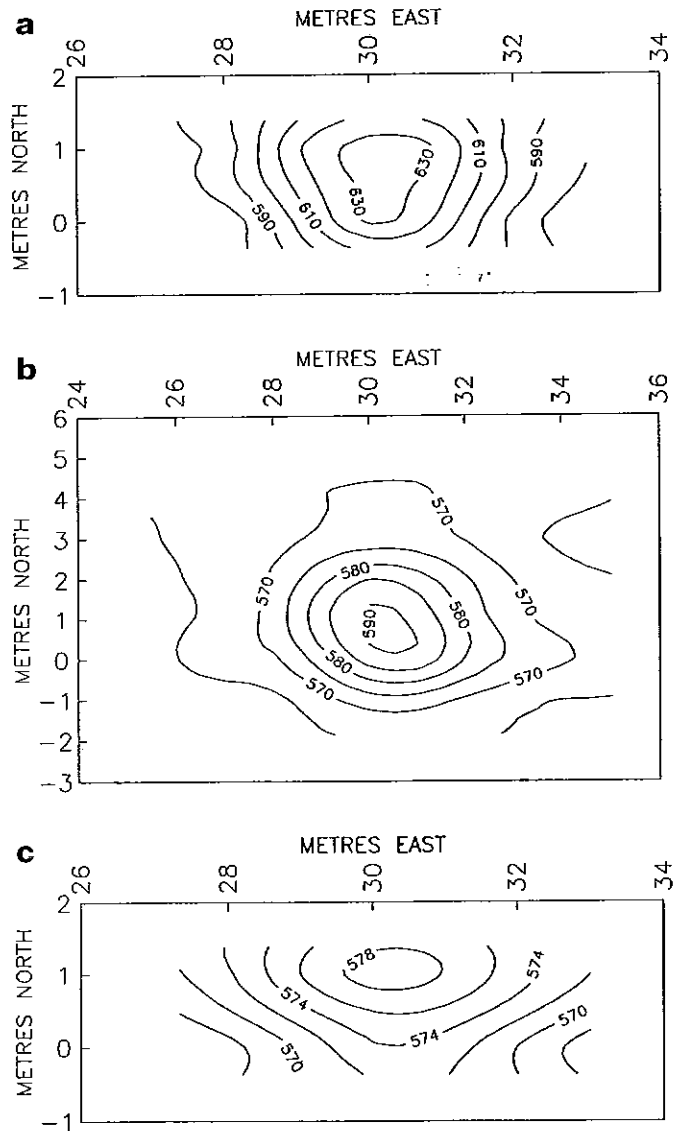 a
METRES EAST
26 28 30 32 34
METRES NORTH
2
1
0
−1
590 610 630 630 610 590
b
METRES EAST
24 26 28 30 32 34 36
METRES NORTH
6
5
4
3
2
1
0
−1
−2
−3
570
580
570 590 580 570
580
570 570
c
METRES EAST
26 28 30 32 34
METRES NORTH
2
1
0
−1
578 574
574 570
570 574